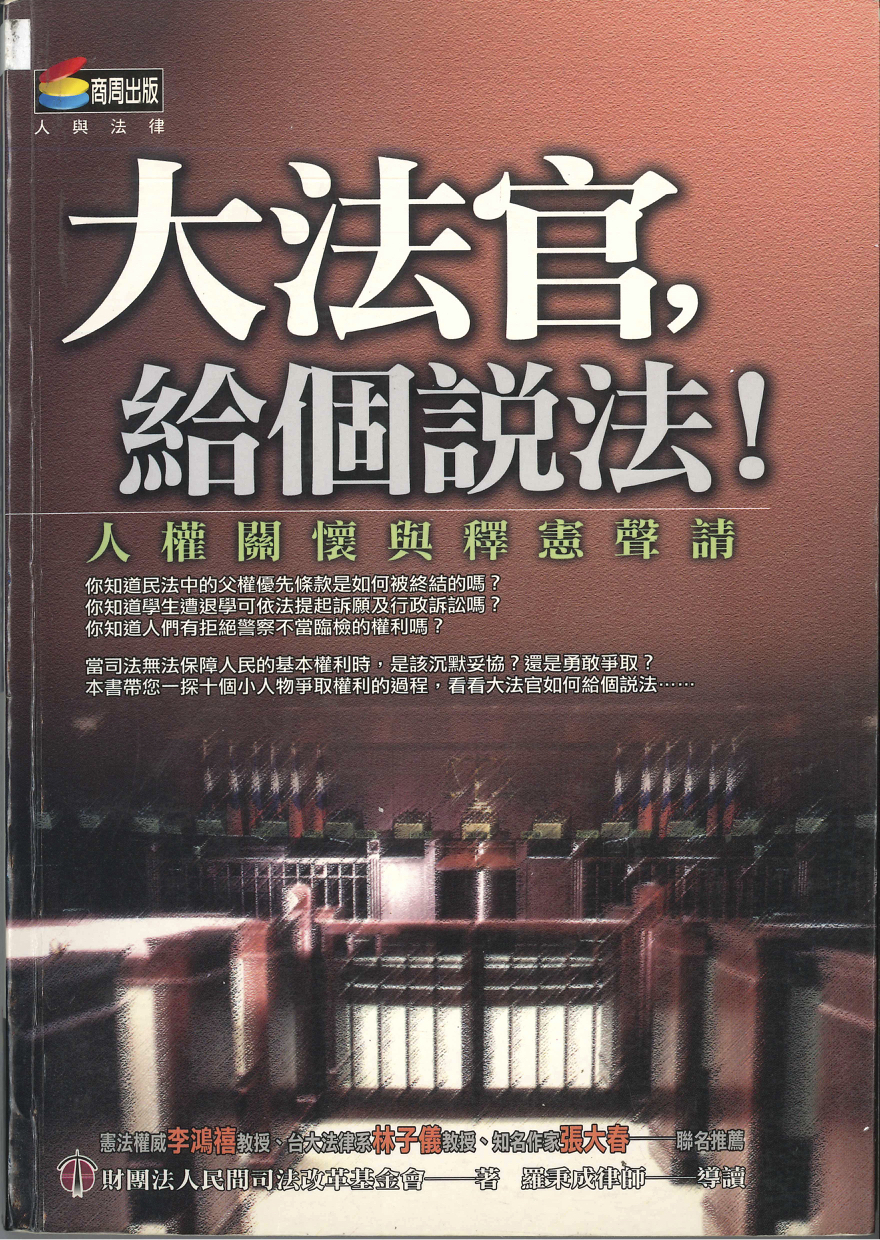 商周出版
人與法律
大法官,
給個説法!
人權關懷與釋憲聲請
你知道民法中的父權優先條款是如何被終結的嗎？
你知道學生遭退學可依法提起訴願及行政訴訟嗎？
你知道人們有拒絕警察不當臨檢的權利嗎？
當司法無法保障人民的基本權利時，是該沉默妥協？還是勇敢爭取？
本書帶您一探十個小人物爭取權利的過程，看看大法官如何給個説法⋯⋯
憲法權威李鴻禧教授、台大法律系林子儀教授、知名作家張大春——聯名推薦
財團法人民間司法改革基金會——著 羅秉成律師——導讀